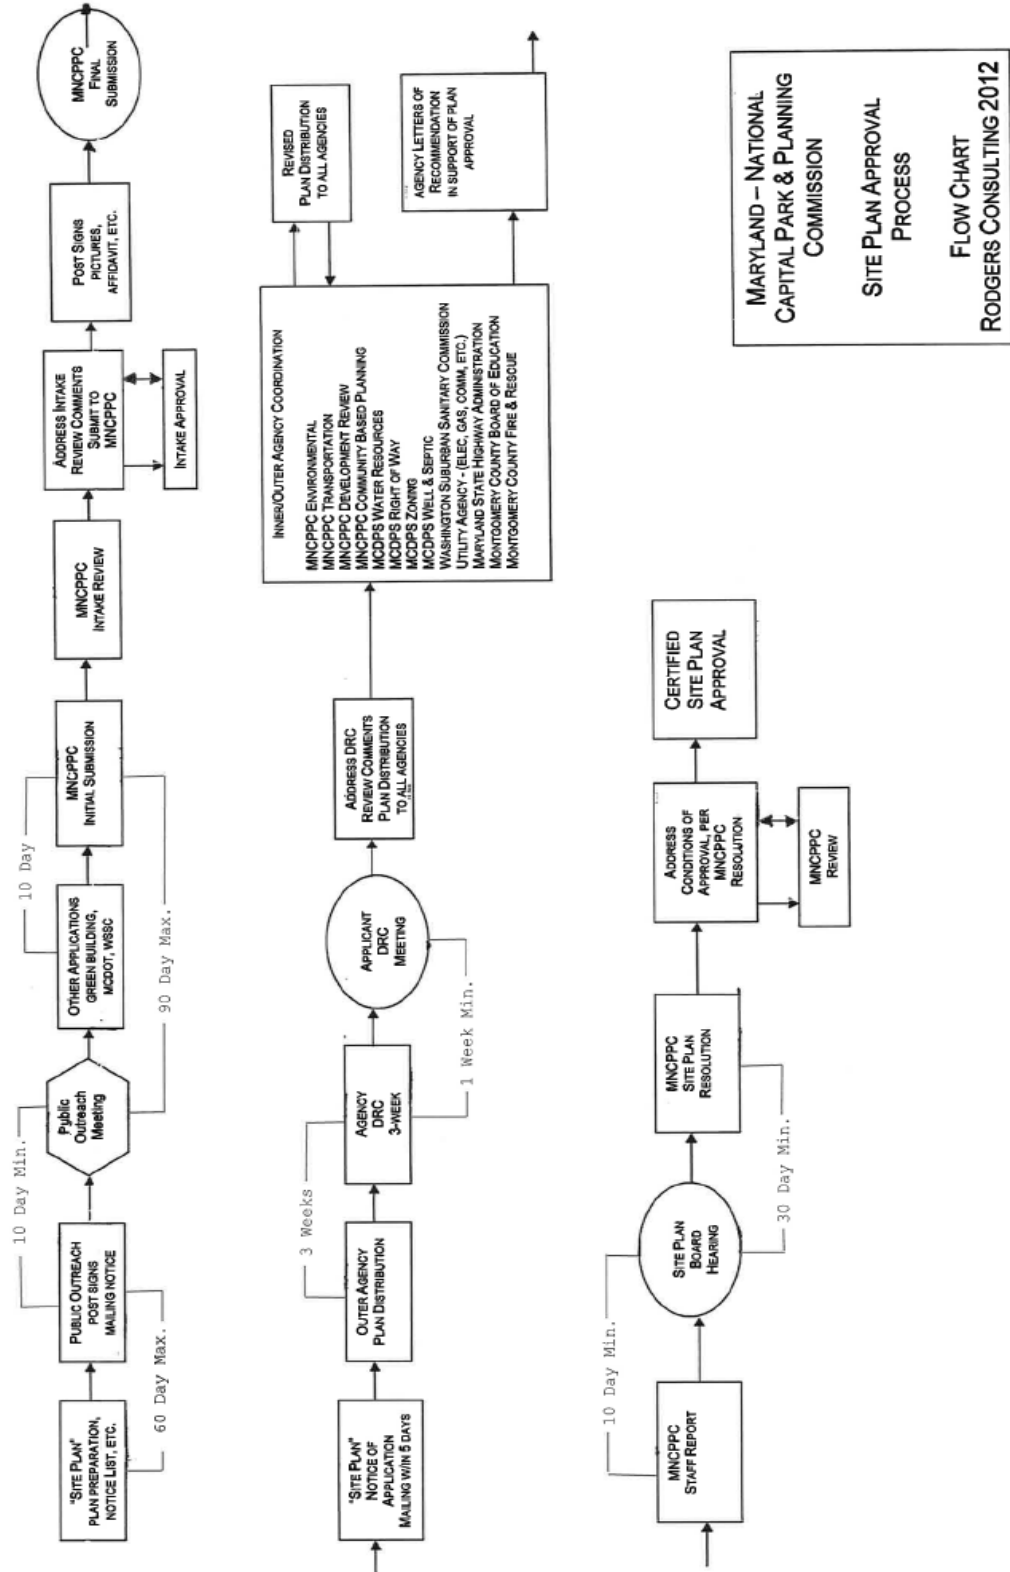 "SITE PLAN"
PLAN PREPARATION,
NOTICE LIST, ETC.
60 Day Max.
PUBLIC OUTREACH
POST SIGNS
MAILING NOTICE
10 Day Min.
Public
Outreach
Meeting
90 Day Max.
OTHER APPLICATIONS
GREEN BUILDING,
MCDOT, WSSC
10 Day
MNCPPC
INITIAL SUBMISSION
MNCPPC
INTAKE REVIEW
ADDRESS INTAKE
REVIEW COMMENTS
SUBMIT TO
MNCPPC
INTAKE APPROVAL
POST SIGNS
PICTURES,
AFFIDAVIT, ETC.
MNCPPC
FINAL
SUBMISSION
"SITE PLAN"
NOTICE OF
APPLICATION
MAILING W/IN 5 DAYS
OUTER AGENCY
PLAN DISTRIBUTION
3 Weeks
AGENCY
DRC
3-WEEK
1 Week Min.
APPLICANT
DRC
MEETING
ADDRESS DRC
REVIEW COMMENTS
PLAN DISTRIBUTION
TO ALL AGENCIES
INNER/OUTER AGENCY COORDINATION
MNCPPC ENVIRONMENTAL
MNCPPC TRANSPORTATION
MNCPPC DEVELOPMENT REVIEW
MNCPPC COMMUNITY BASED PLANNING
MCDPS WATER RESOURCES
MCDPS RIGHT OF WAY
MCDPS ZONING
MCDPS WELL & SEPTIC
WASHINGTON SUBURBAN SANITARY COMMISSION
UTILITY AGENCY - (ELEC, GAS, COMM, ETC.)
MARYLAND STATE HIGHWAY ADMINISTRATION
MONTGOMERY COUNTY BOARD OF EDUCATION
MONTGOMERY COUNTY FIRE & RESCUE
REVISED
PLAN DISTRIBUTION
TO ALL AGENCIES
AGENCY LETTERS OF
RECOMMENDATION
IN SUPPORT OF PLAN
APPROVAL
MNCPPC
STAFF REPORT
10 Day Min.
SITE PLAN
BOARD
HEARING
30 Day Min.
MNCPPC
SITE PLAN
RESOLUTION
ADDRESS
CONDITIONS OF
APPROVAL, PER
MNCPPC
RESOLUTION
MNCPPC
REVIEW
CERTIFIED
SITE PLAN
APPROVAL
MARYLAND – NATIONAL
CAPITAL PARK & PLANNING
COMMISSION
SITE PLAN APPROVAL
PROCESS
FLOW CHART
RODGERS CONSULTING 2012